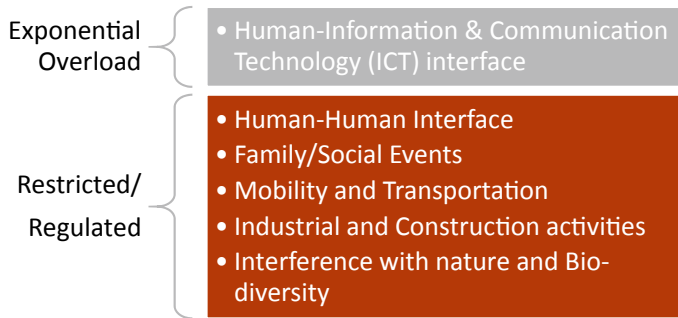 Exponential
Overload
• Human-Information & Communication
Technology (ICT) interface
Restricted/
Regulated
• Human-Human Interface
• Family/Social Events
• Mobility and Transportation
• Industrial and Construction activities
• Interference with nature and Bio-
diversity